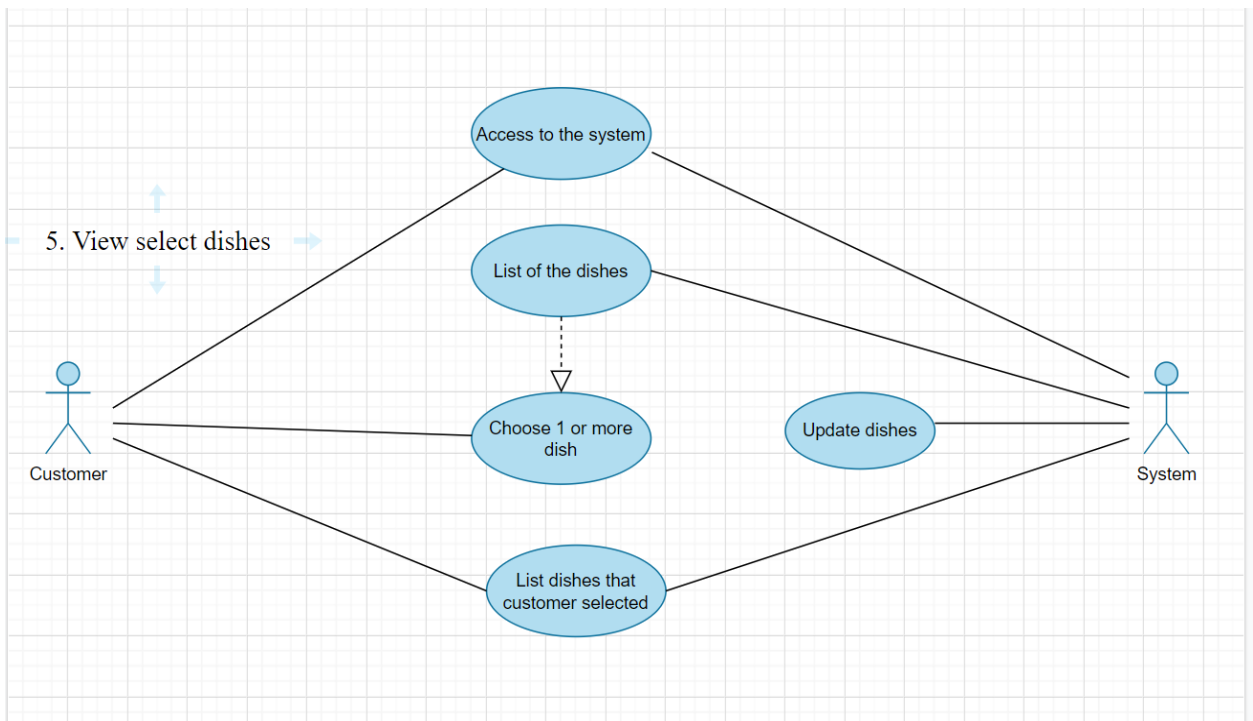 Access to the system
5. View select dishes
List of the dishes
Choose 1 or more
dish
Update dishes
Customer
System
List dishes that
customer selected